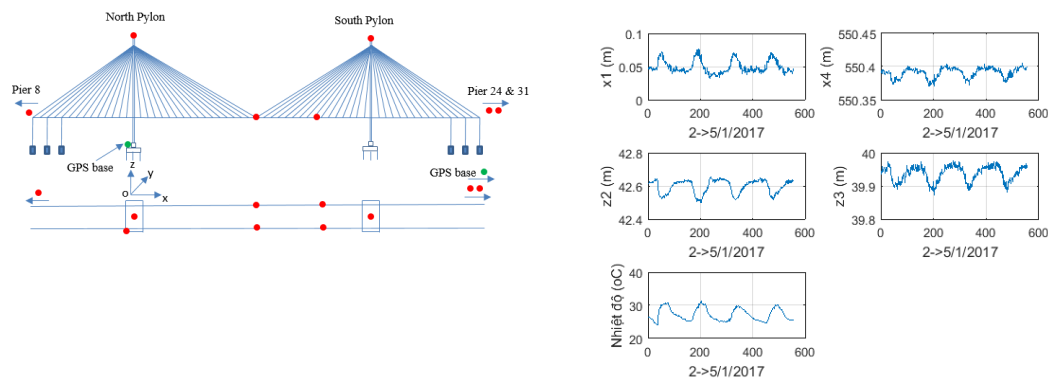 North Pylon
South Pylon
Pier 8
Pier 24 & 31
GPS base
z
y
o
x
GPS base
0.1
0.05
0
x1 (m)
0 200 400 600
2->5/1/2017
550.45
550.4
550.35
x4 (m)
0 200 400 600
2->5/1/2017
42.8
42.6
42.4
z2 (m)
0 200 400 600
2->5/1/2017
40
39.9
39.8
z3 (m)
0 200 400 600
2->5/1/2017
40
30
20
Nhiệt độ (oC)
0 200 400 600
2->5/1/2017